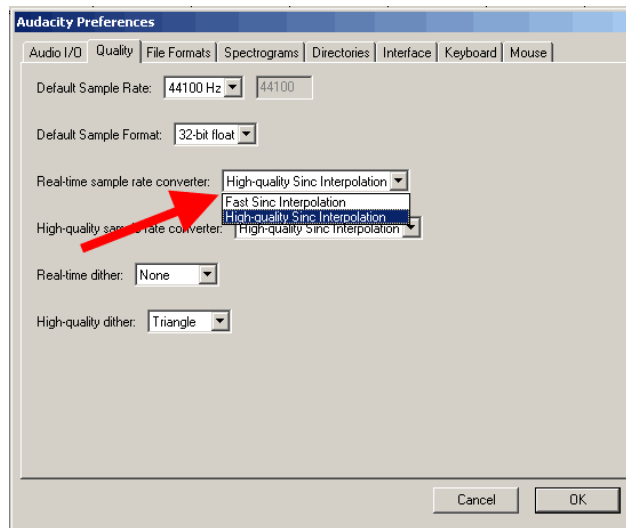 Audacity Preferences
Audio I/O Quality File Formats Spectrograms Directories Interface Keyboard Mouse
Default Sample Rate: 44100 Hz 44100
Default Sample Format: 32-bit float
Real-time sample rate converter: High-quality Sinc Interpolation
Fast Sinc Interpolation
High-quality Sinc Interpolation
High-quality sample rate converter: High-quality Sinc Interpolation
Real-time dither: None
High-quality dither: Triangle
Cancel OK